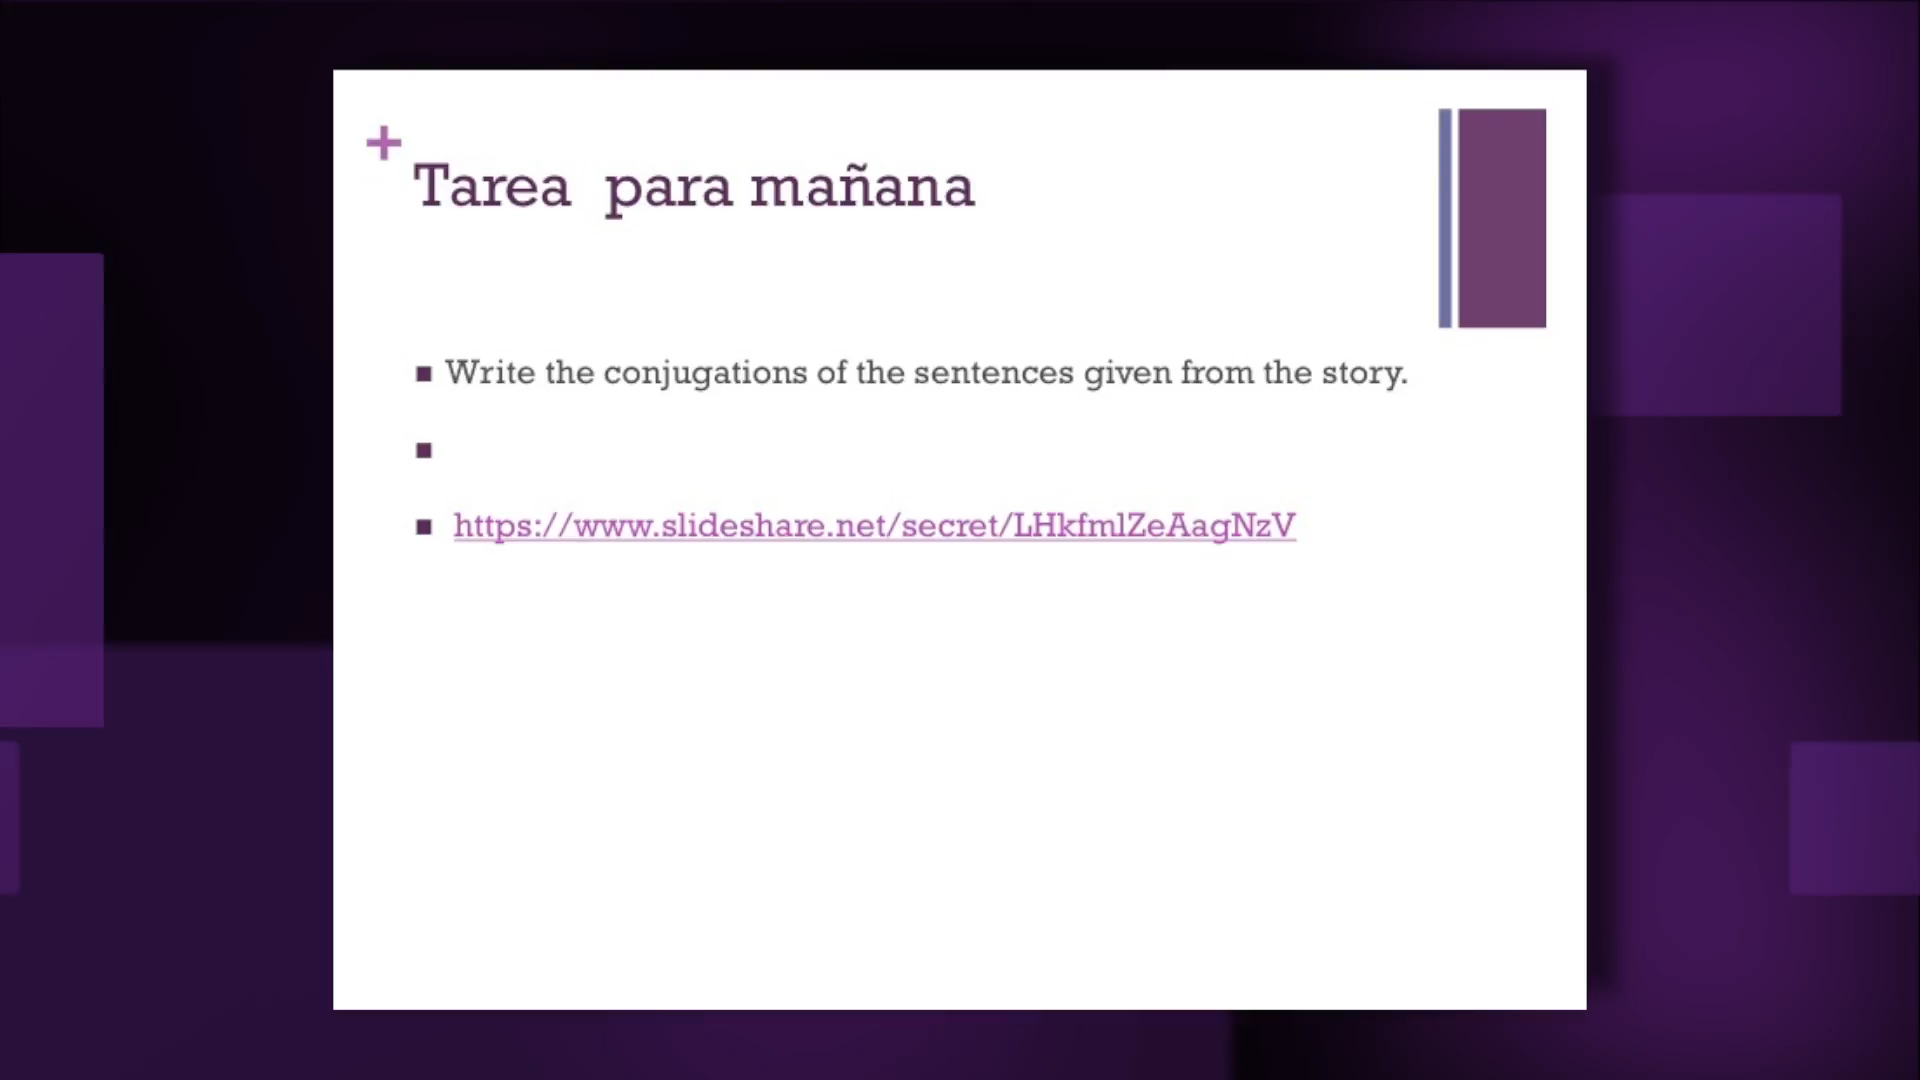 Tarea  para mañana
Write the conjugations of the sentences given from the story.
https://www.slideshare.net/secret/LHkfmlZeAagNzV